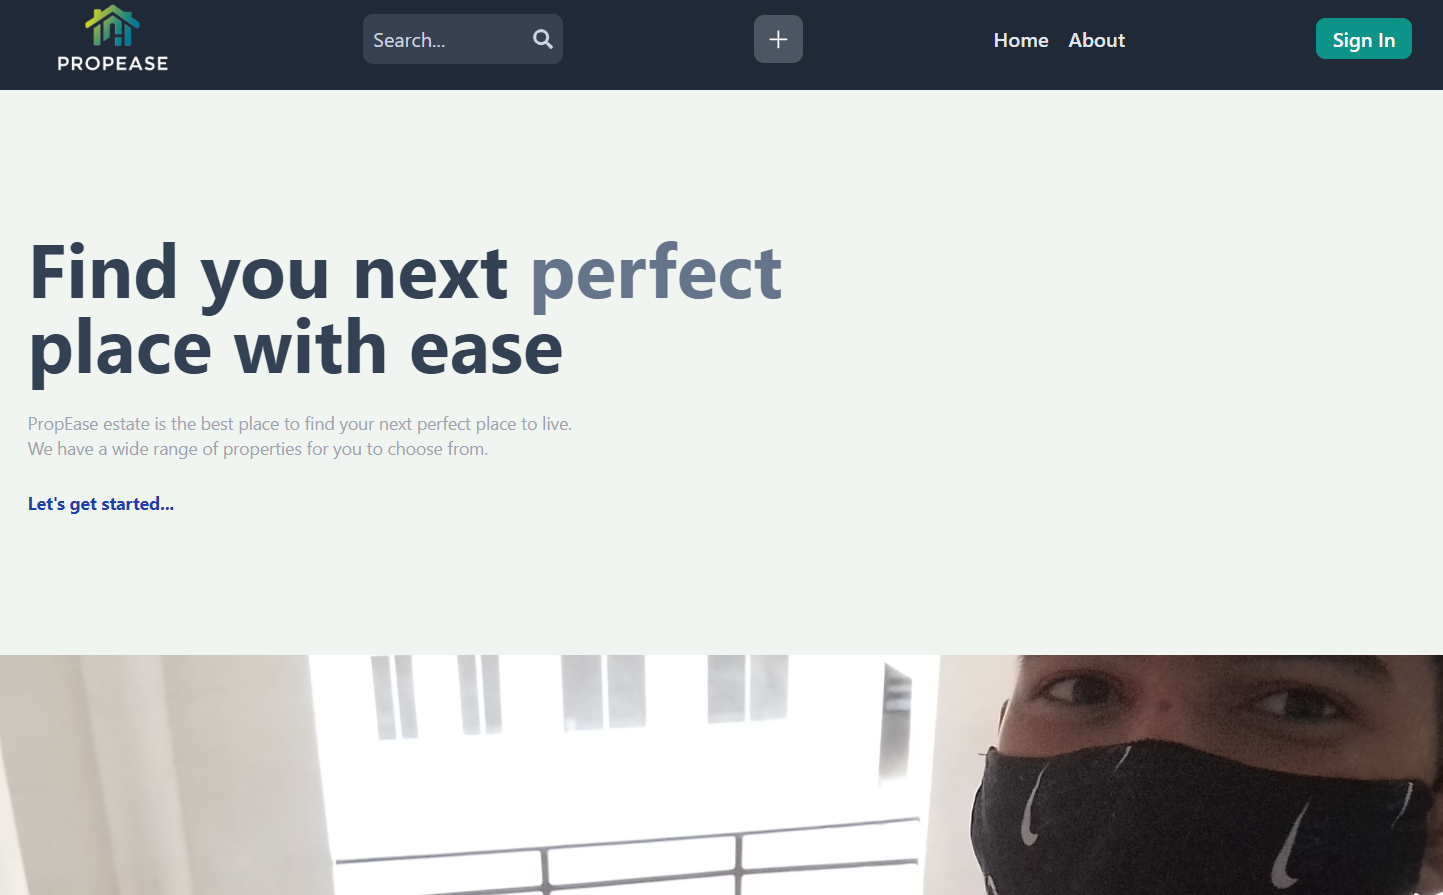 PROPEASE
Search...
Home About
Sign In
Find you next perfect
place with ease
PropEase estate is the best place to find your next perfect place to live.
We have a wide range of properties for you to choose from.
Let's get started...